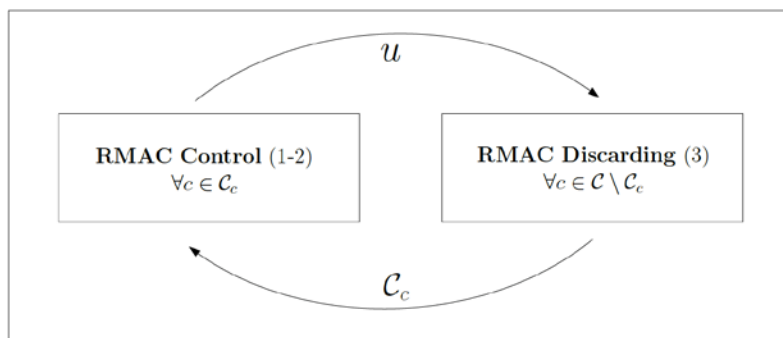 𝒰
RMAC Control (1-2)
∀c ∈ 𝒞_c
RMAC Discarding (3)
∀c ∈ 𝒞 \ 𝒞_c
𝒞_c